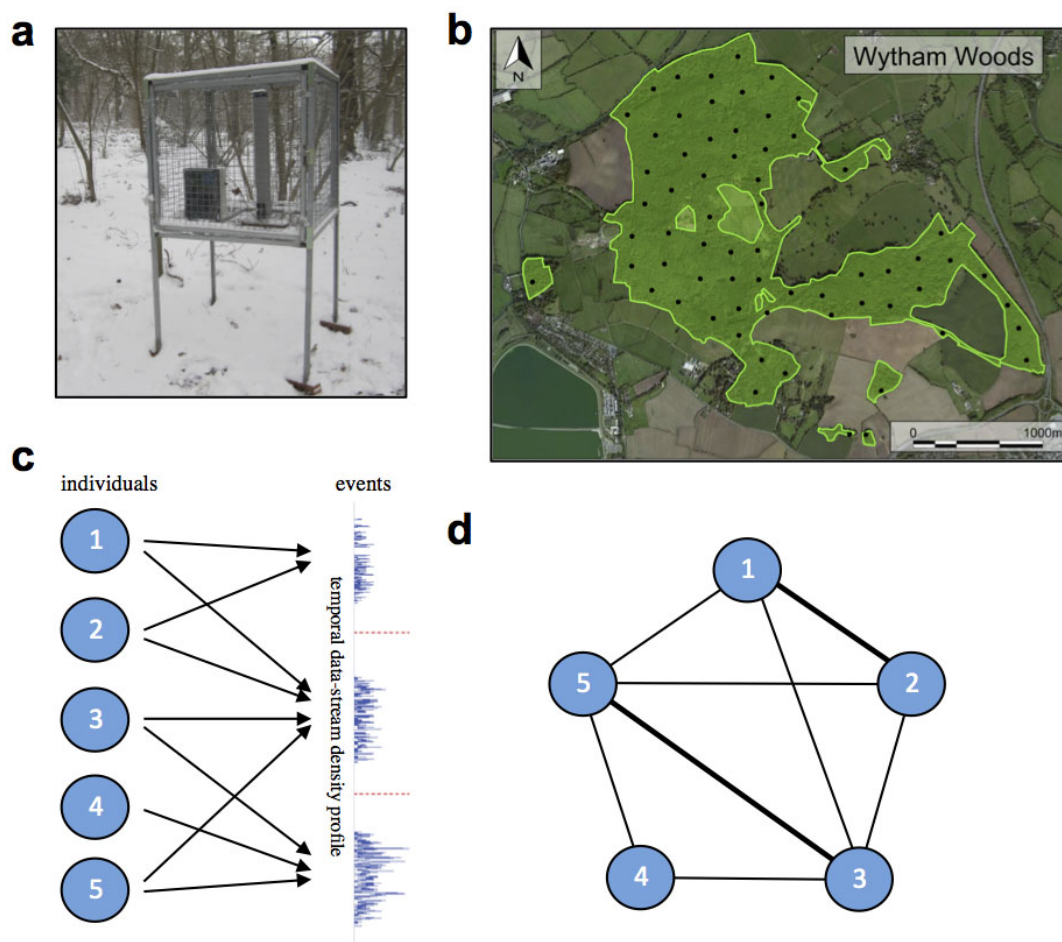 a
b
N
Wytham Woods
0
1000m
c
individuals
events
1
2
3
4
5
temporal data-stream density profile
d
1
5
2
4
3